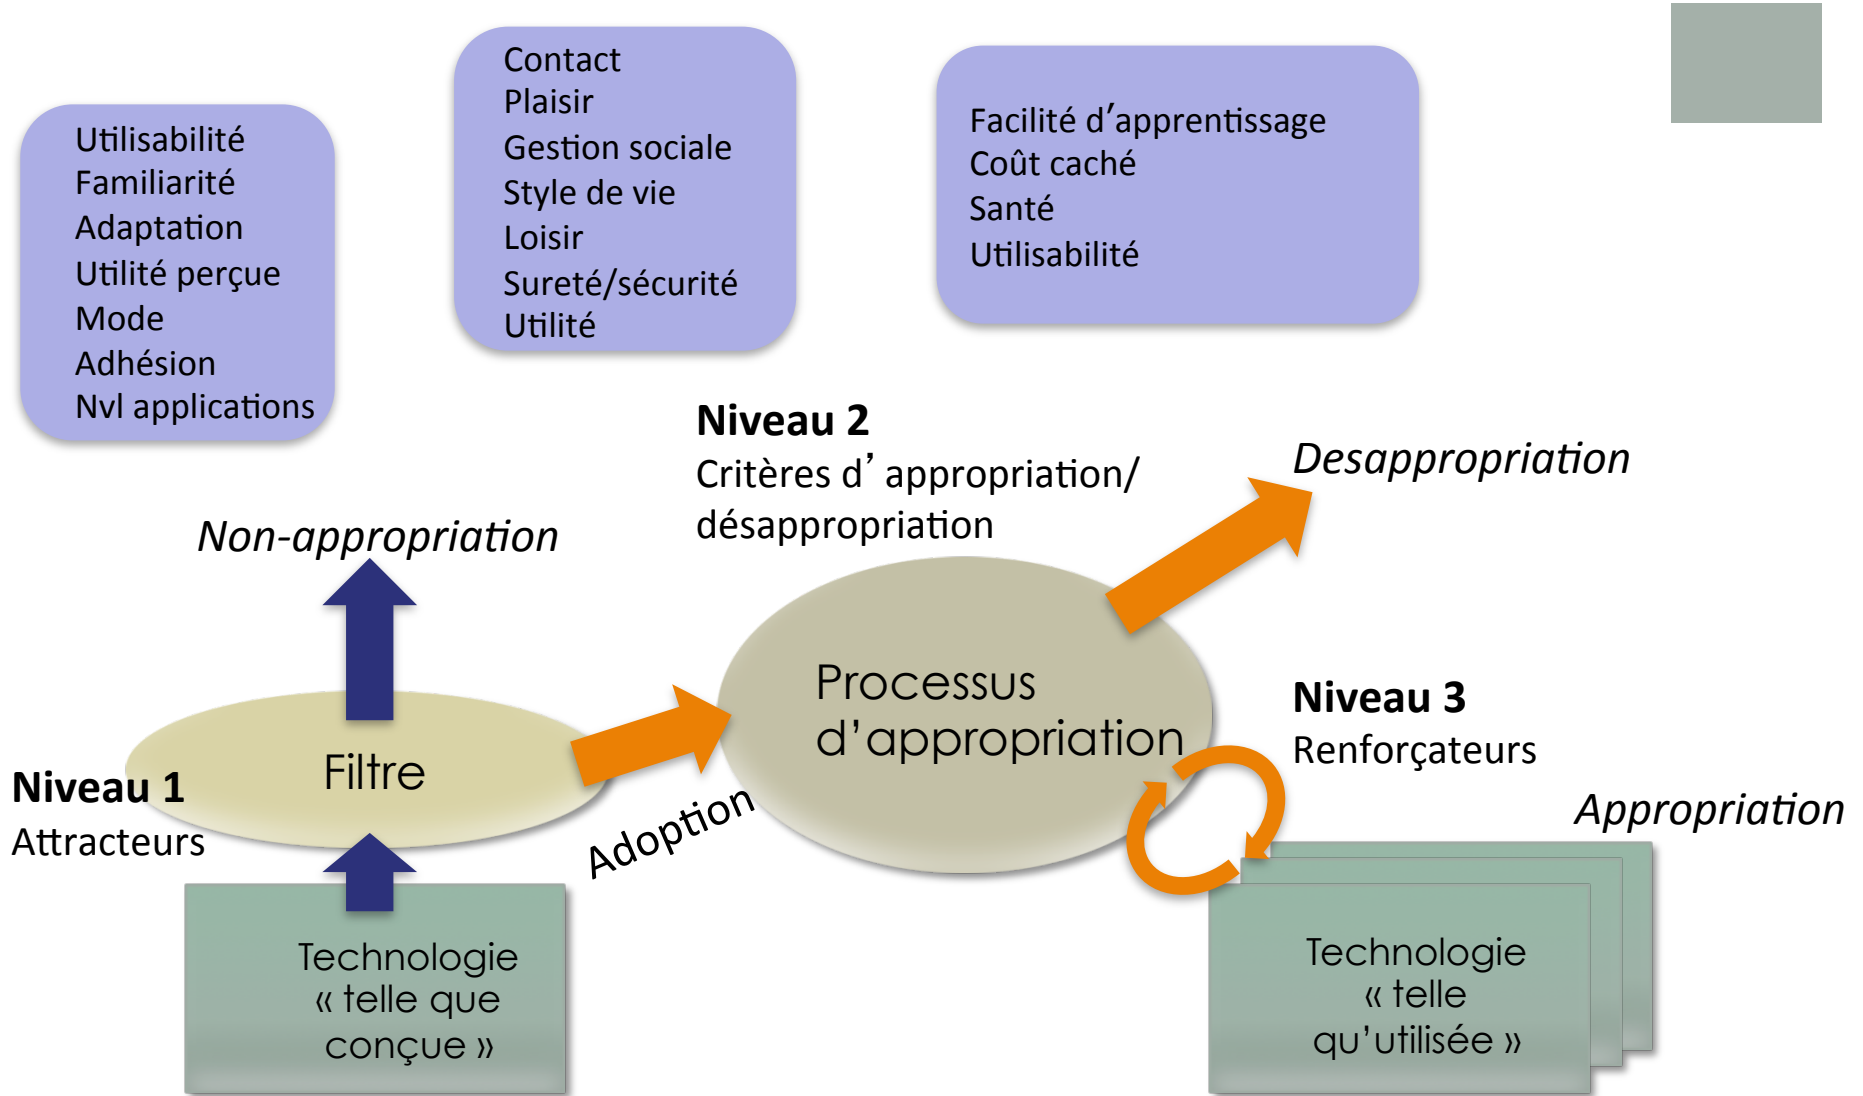 Utilisabilité
Familiarité
Adaptation
Utilité perçue
Mode
Adhésion
Nvl applications
Contact
Plaisir
Gestion sociale
Style de vie
Loisir
Sureté/sécurité
Utilité
Facilité d’apprentissage
Coût caché
Santé
Utilisabilité
Niveau 2
Critères d’ appropriation/
désappropriation
Desappropriation
Non-appropriation
Processus
d’appropriation
Niveau 3
Renforçateurs
Filtre
Niveau 1
Attracteurs
Adoption
Appropriation
Technologie
« telle que
conçue »
Technologie
« telle
qu’utilisée »